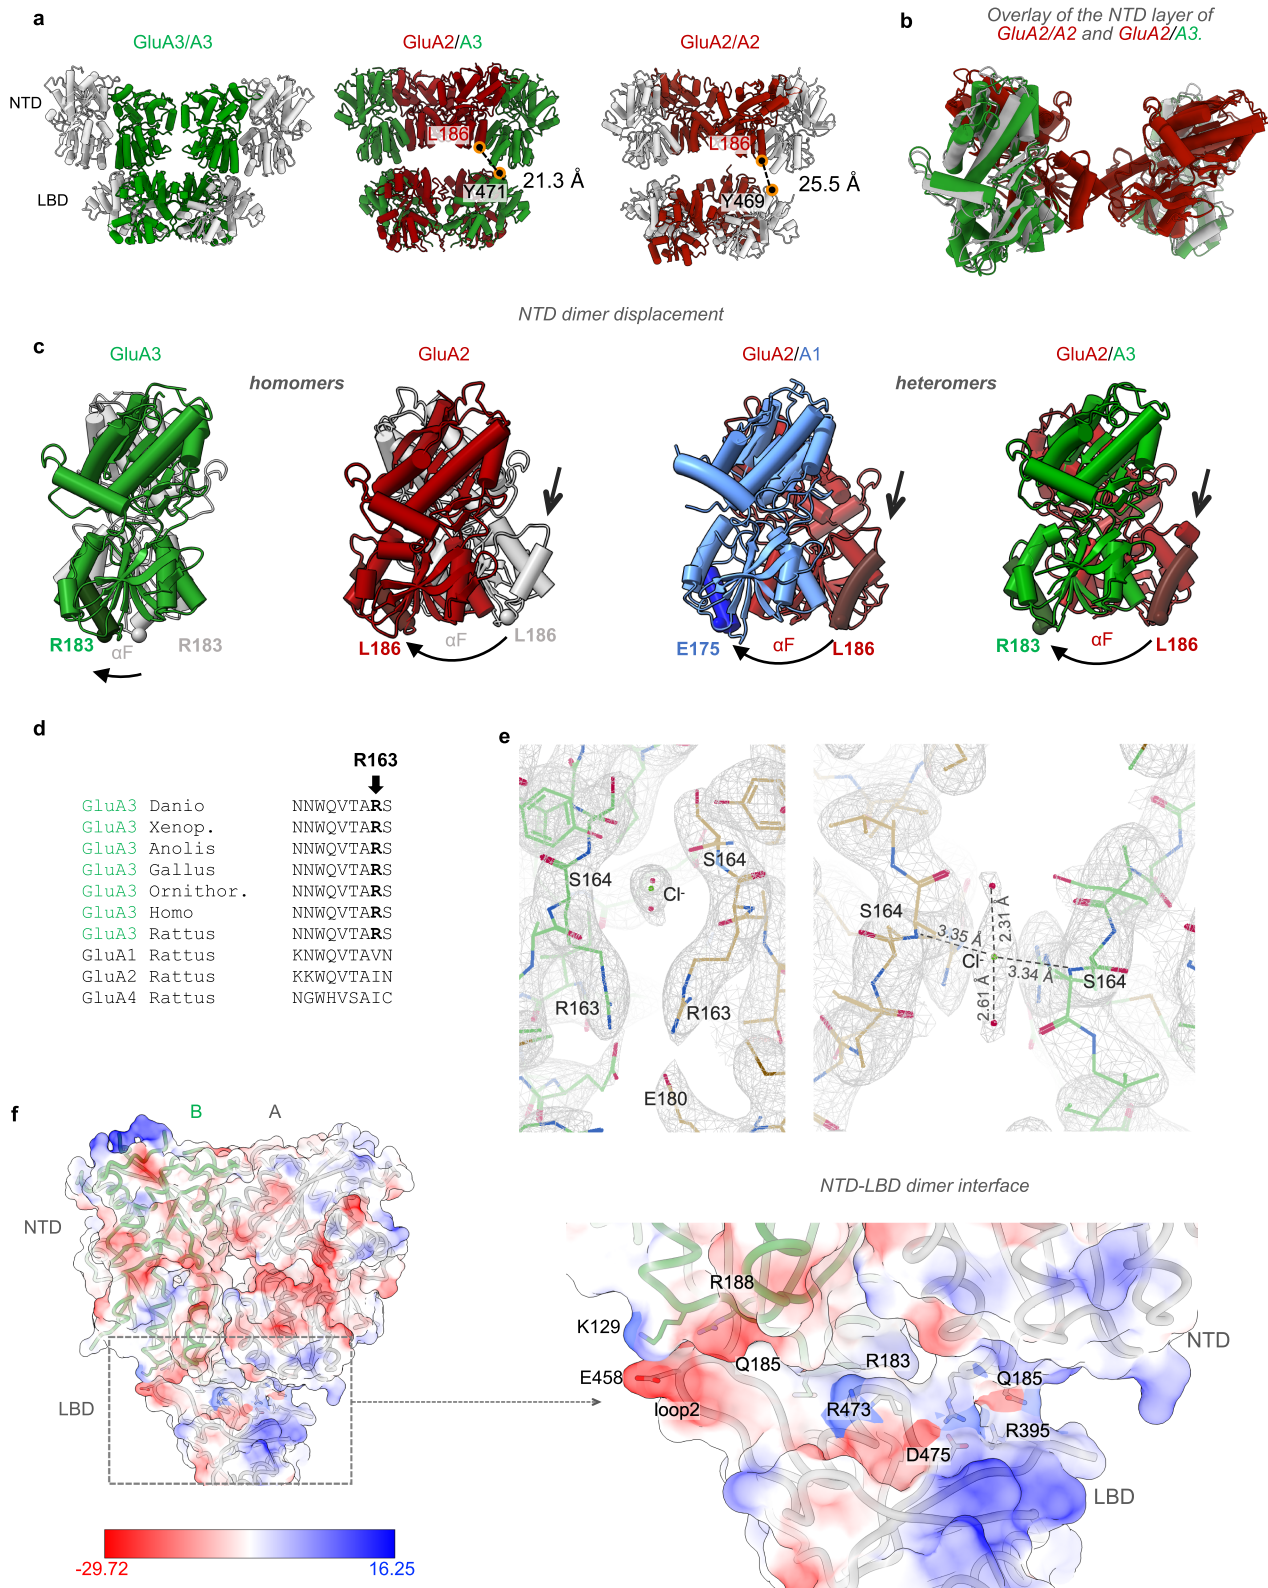 a
GluA3/A3
GluA2/A3
GluA2/A2
NTD
LBD
L186
Y471
21.3 Å
L186
Y469
25.5 Å
b
Overlay of the NTD layer of
GluA2/A2 and GluA2/A3.
NTD dimer displacement
c
GluA3
GluA2
GluA2/A1
GluA2/A3
homomers
heteromers
R183
αF
R183
L186
αF
L186
E175
αF
L186
R183
αF
L186
d
R163
GluA3 Danio NNWQVTARS
GluA3 Xenop. NNWQVTARS
GluA3 Anolis NNWQVTARS
GluA3 Gallus NNWQVTARS
GluA3 Ornithor. NNWQVTARS
GluA3 Homo NNWQVTARS
GluA3 Rattus NNWQVTARS
GluA1 Rattus KNWQVTAVN
GluA2 Rattus KKWQVTAIN
GluA4 Rattus NGWHVSAIC
e
S164
S164
Cl-
R163
R163
E180
S164
3.35 Å
2.31 Å
Cl-
3.34 Å
S164
2.61 Å
f
B
A
NTD
LBD
-29.72
16.25
NTD-LBD dimer interface
R188
K129
NTD
Q185
R183
E458
Q185
loop2
R473
R395
D475
LBD